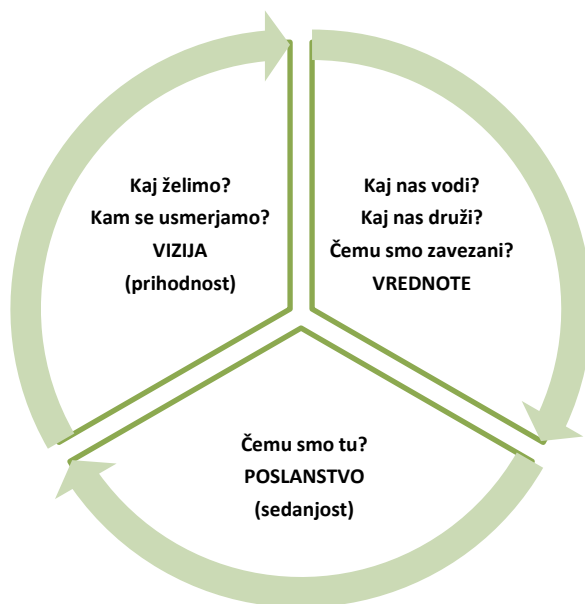 Kaj želimo?
Kam se usmerjamo?
VIZIJA
(prihodnost)
Kaj nas vodi?
Kaj nas druži?
Čemu smo zavezani?
VREDNOTE
Čemu smo tu?
POSLANSTVO
(sedanjost)